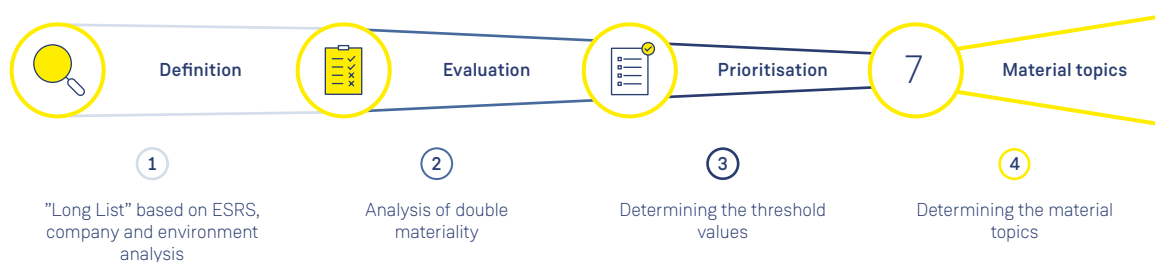 Definition
Evaluation
Prioritisation
7
Material topics
1
2
3
4
”Long List” based on ESRS,
company and environment
analysis
Analysis of double
materiality
Determining the threshold
values
Determining the material
topics